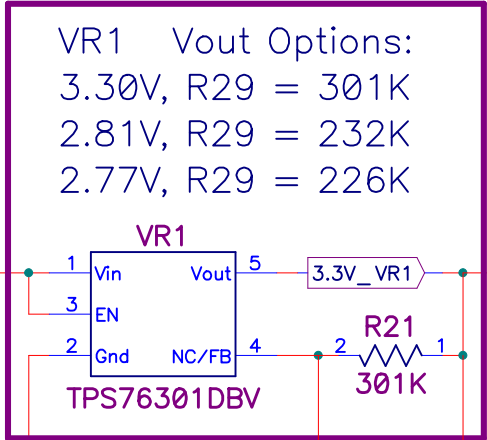 VR1 Vout Options:
3.30V, R29 = 301K
2.81V, R29 = 232K
2.77V, R29 = 226K
VR1
1 Vin Vout 5 3.3V_VR1
3 EN
R21
2 Gnd NC/FB 4 2 1
301K
TPS76301DBV